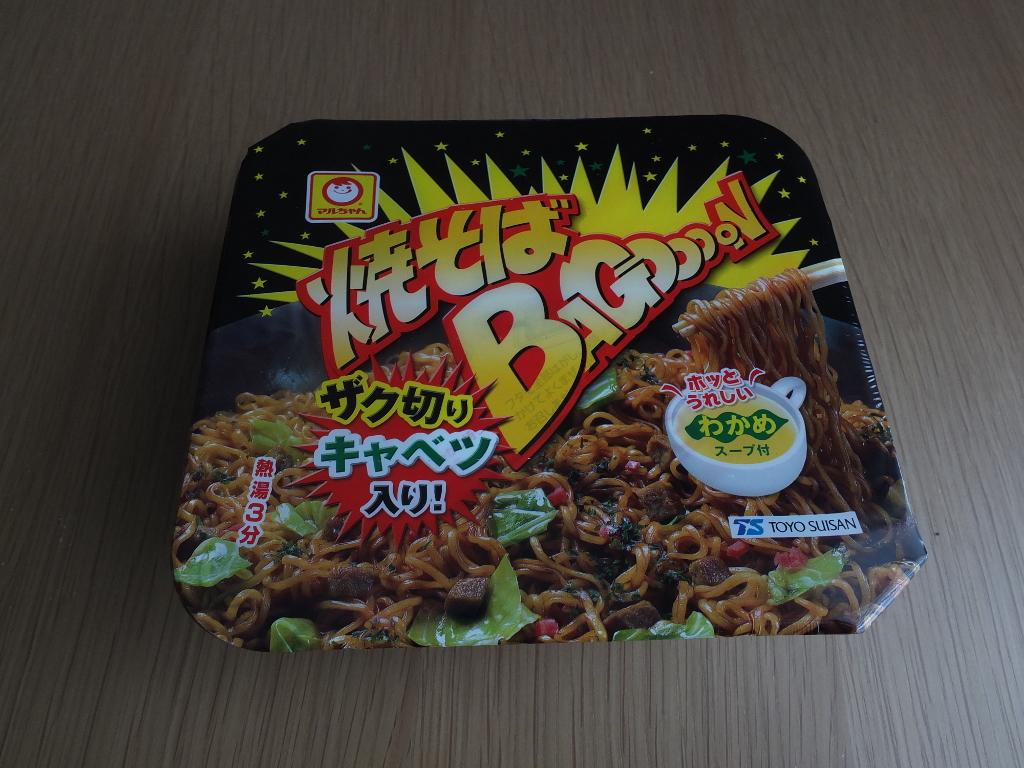 マルちゃん
焼そば
BAGOOOON
ザク切り
キャベツ
入り!
熱湯3分
ホッと
うれしい
わかめ
スープ付
TS TOYO SUISAN